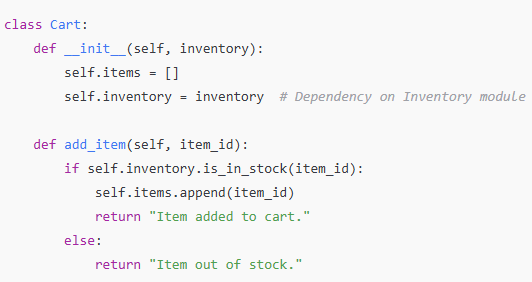 class Cart:
    def __init__(self, inventory):
        self.items = []
        self.inventory = inventory  # Dependency on Inventory module

    def add_item(self, item_id):
        if self.inventory.is_in_stock(item_id):
            self.items.append(item_id)
            return "Item added to cart."
        else:
            return "Item out of stock."